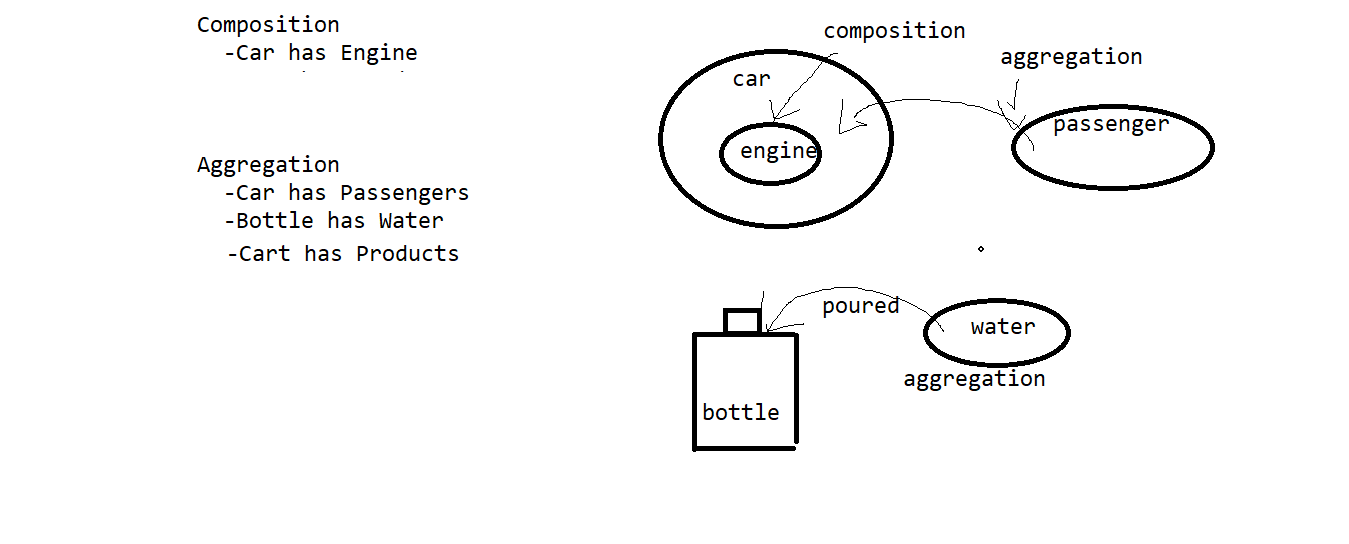 Composition
-Car has Engine
Aggregation
-Car has Passengers
-Bottle has Water
-Cart has Products
composition
aggregation
car
passenger
engine
poured
water
aggregation
bottle